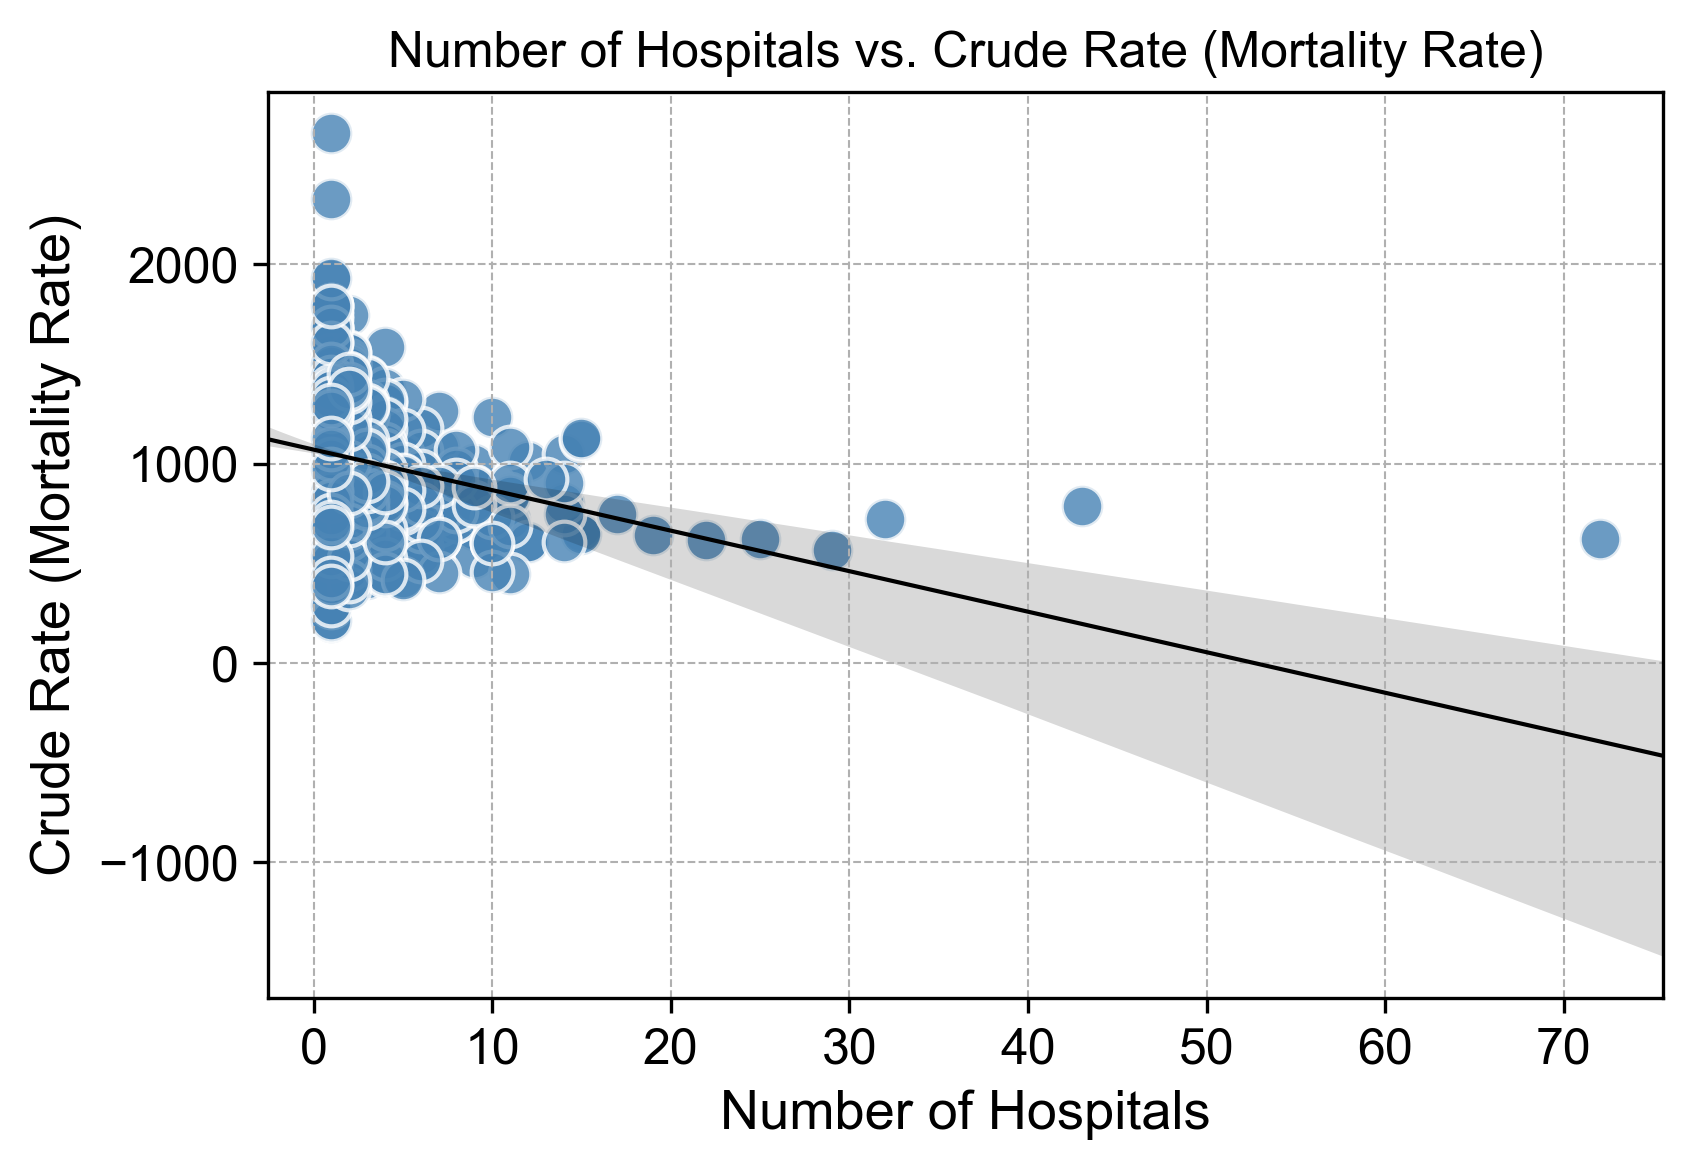 Number of Hospitals vs. Crude Rate (Mortality Rate)
Crude Rate (Mortality Rate)
2000
1000
0
−1000
0 10 20 30 40 50 60 70
Number of Hospitals